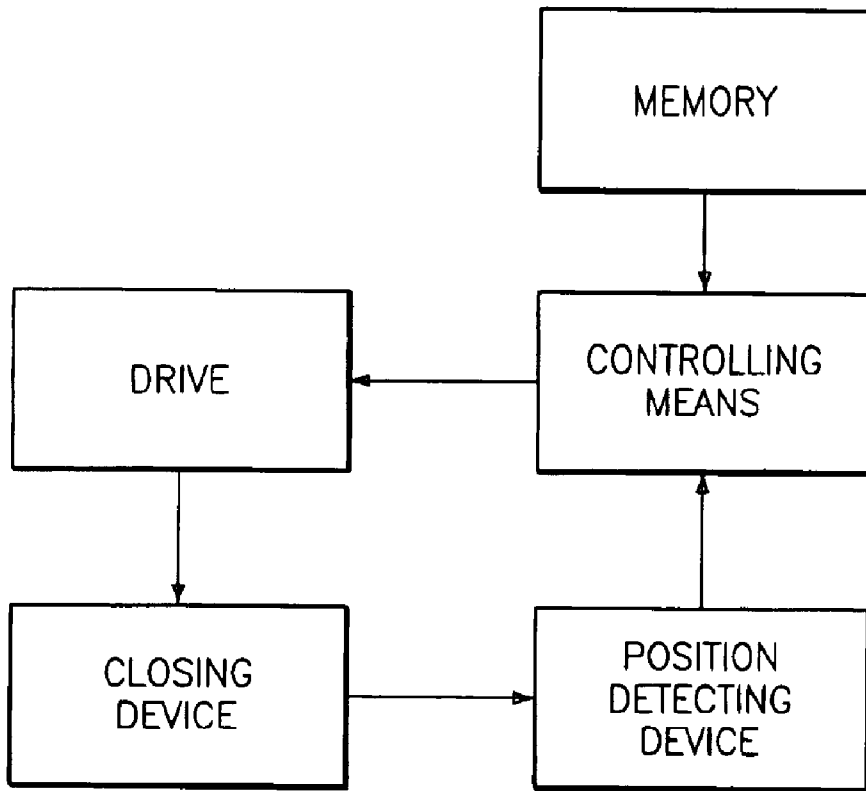 MEMORY
DRIVE
CONTROLLING
MEANS
CLOSING
DEVICE
POSITION
DETECTING
DEVICE